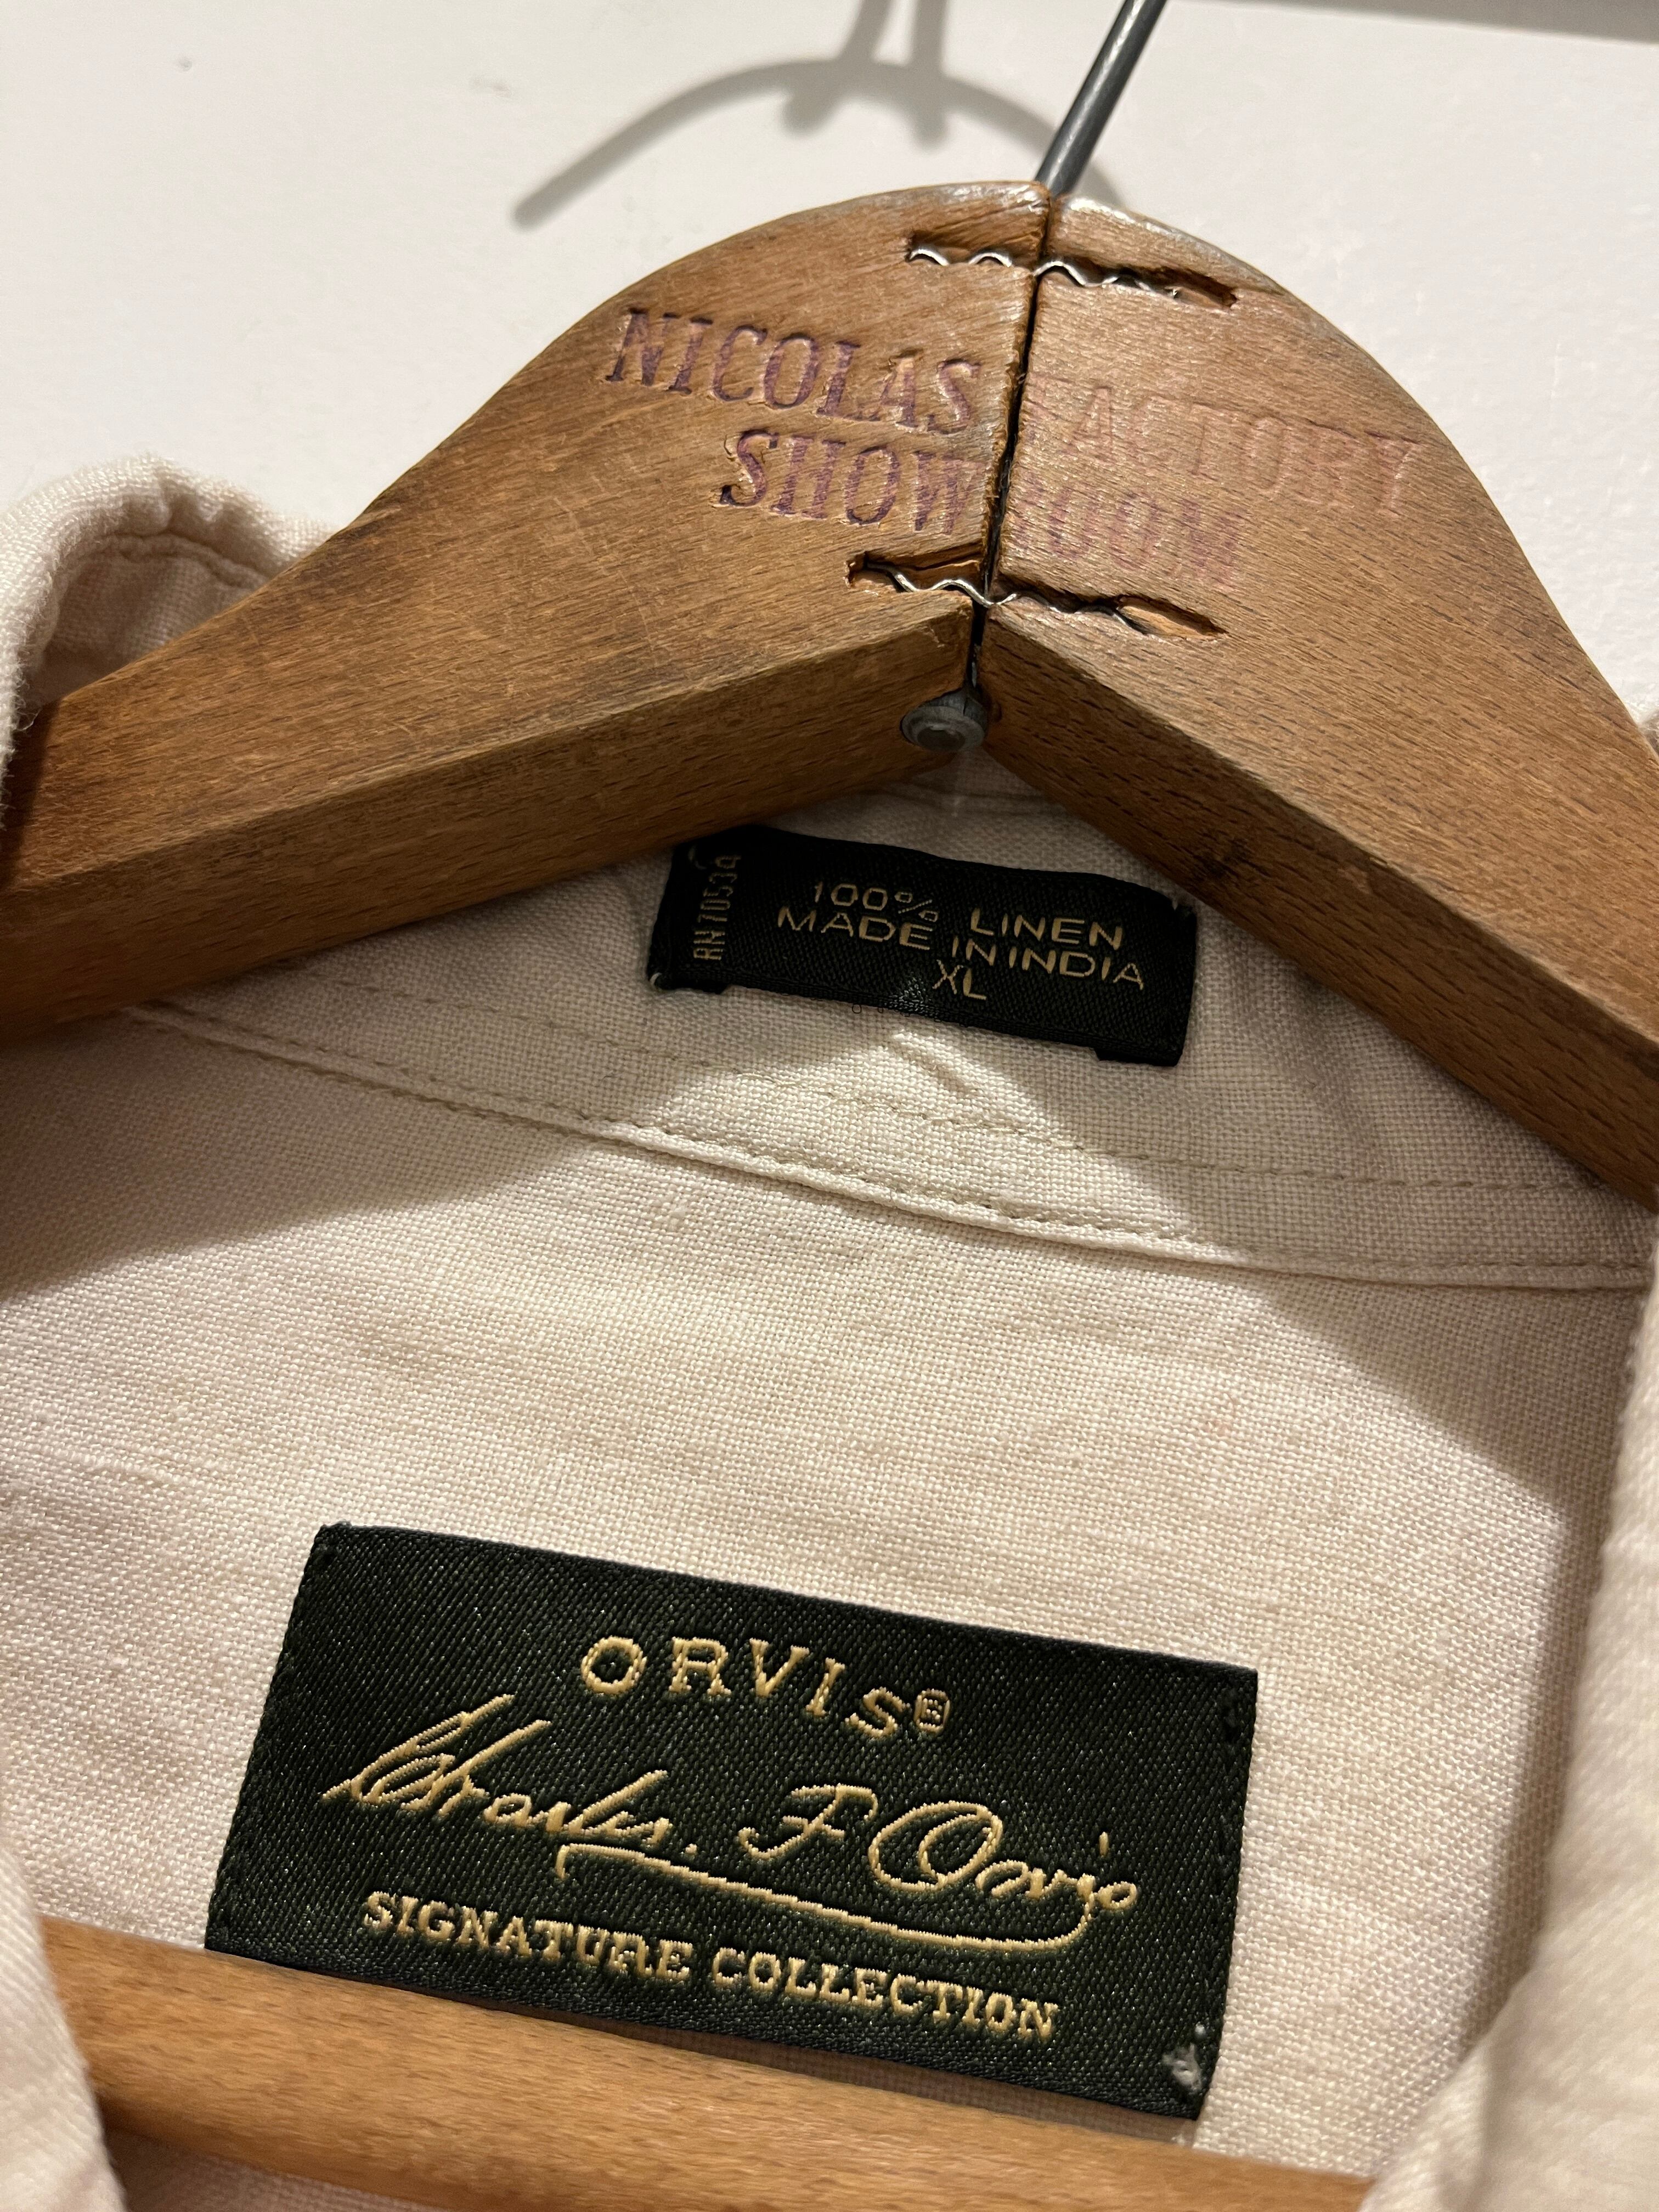 NICOLAS FACTORY
SHOWROOM
RN70534
100% LINEN
MADE IN INDIA
XL
ORVIS®
Charles. F Orvis
SIGNATURE COLLECTION